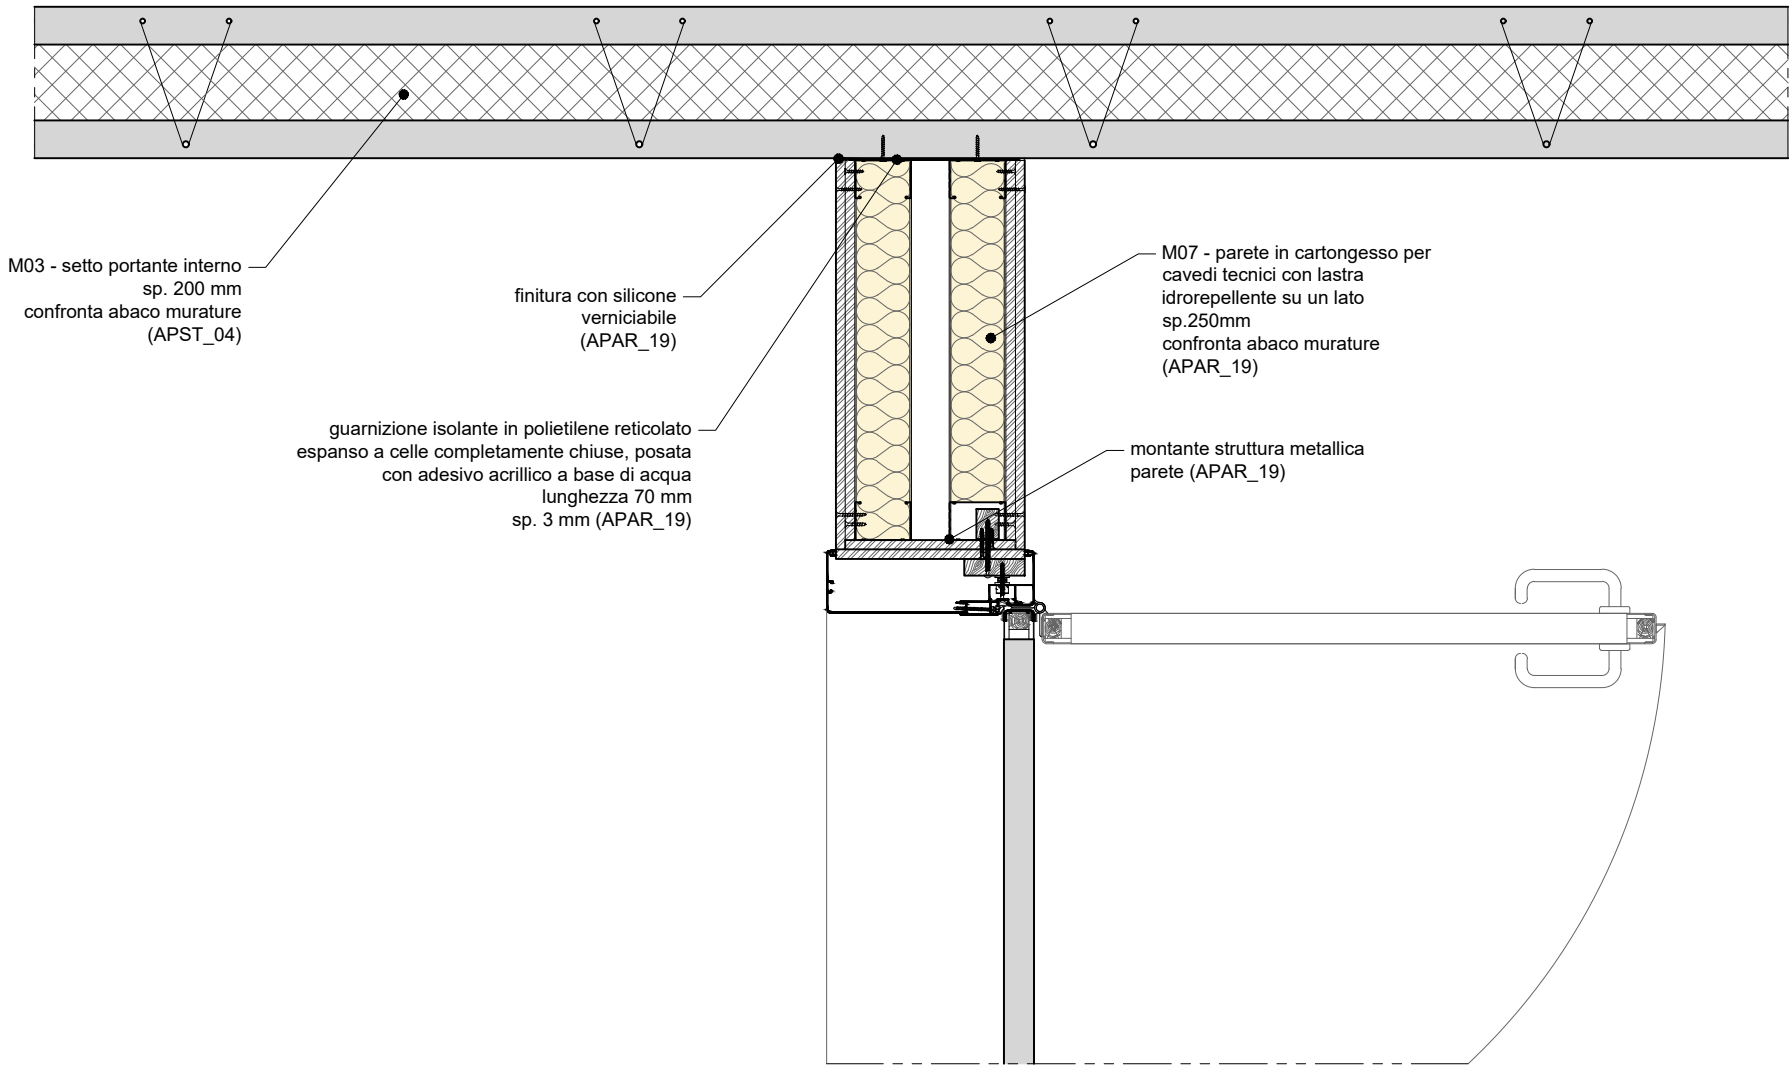 M03 - setto portante interno
sp. 200 mm
confronta abaco murature
(APST_04)
finitura con silicone
verniciabile
(APAR_19)
guarnizione isolante in polietilene reticolato
espanso a celle completamente chiuse, posata
con adesivo acrillico a base di acqua
lunghezza 70 mm
sp. 3 mm (APAR_19)
M07 - parete in cartongesso per
cavedi tecnici con lastra
idrorepellente su un lato
sp.250mm
confronta abaco murature
(APAR_19)
montante struttura metallica
parete (APAR_19)